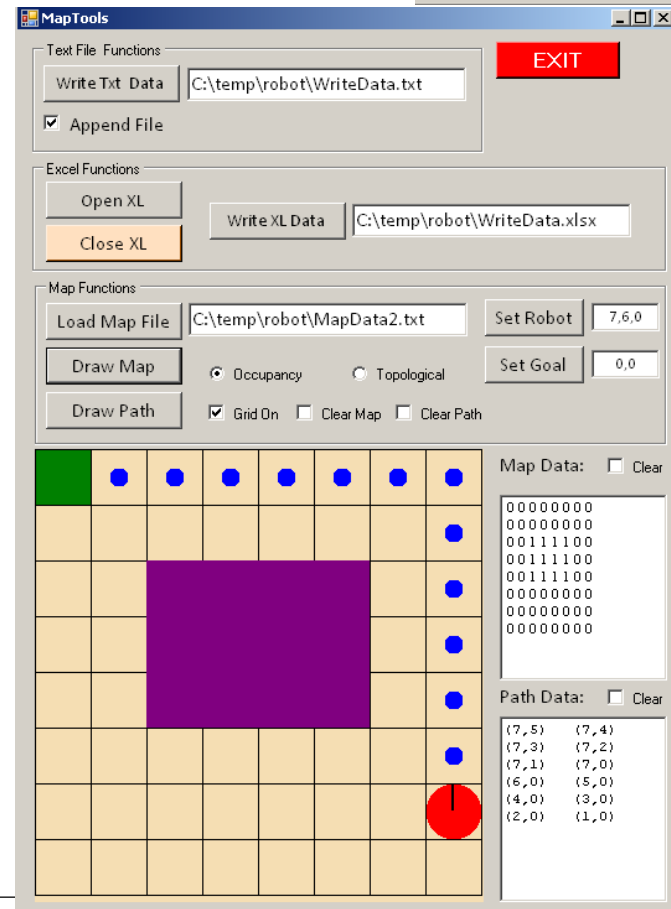 MapTools
Text File Functions
EXIT
Write Txt Data C:\temp\robot\WriteData.txt
Append File
Excel Functions
Open XL
Write XL Data C:\temp\robot\WriteData.xlsx
Close XL
Map Functions
Load Map File C:\temp\robot\MapData2.txt Set Robot 7,6,0
Draw Map Occupancy Topological Set Goal 0,0
Draw Path Grid On Clear Map Clear Path
Map Data: Clear
00000000
00000000
00111100
00111100
00111100
00000000
00000000
00000000
Path Data: Clear
(7,5) (7,4)
(7,3) (7,2)
(7,1) (7,0)
(6,0) (5,0)
(4,0) (3,0)
(2,0) (1,0)